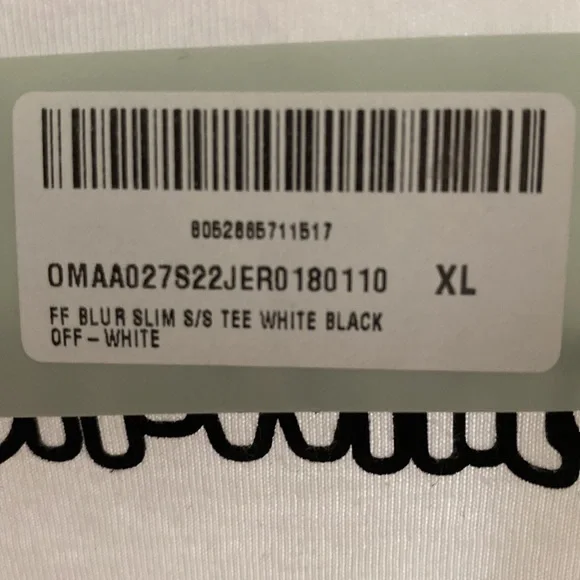 8052865711517
OMAA027S22JER0180110 XL
FF BLUR SLIM S/S TEE WHITE BLACK
OFF-WHITE